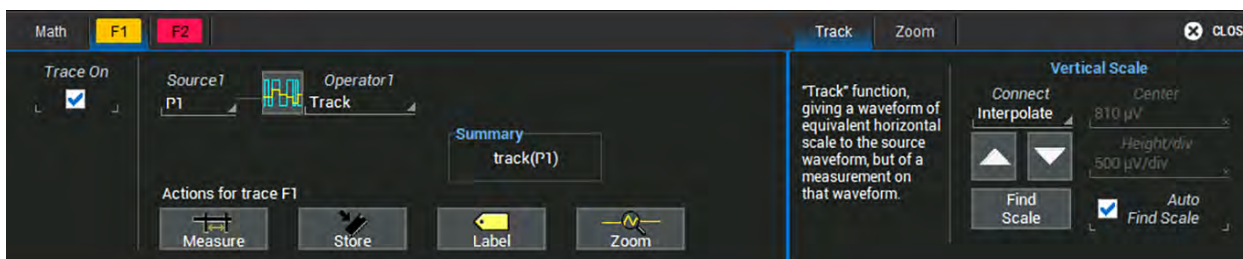 Math
F1
F2
Trace On
Source1
P1
Operator1
Track
Summary
track(P1)
Actions for trace F1
Measure
Store
Label
Zoom
Track
Zoom
CLOS
"Track" function,
giving a waveform of
equivalent horizontal
scale to the source
waveform, but of a
measurement on
that waveform.
Vertical Scale
Connect
Interpolate
Center
810 µV
Height/div
500 µV/div
Find
Scale
Auto
Find Scale